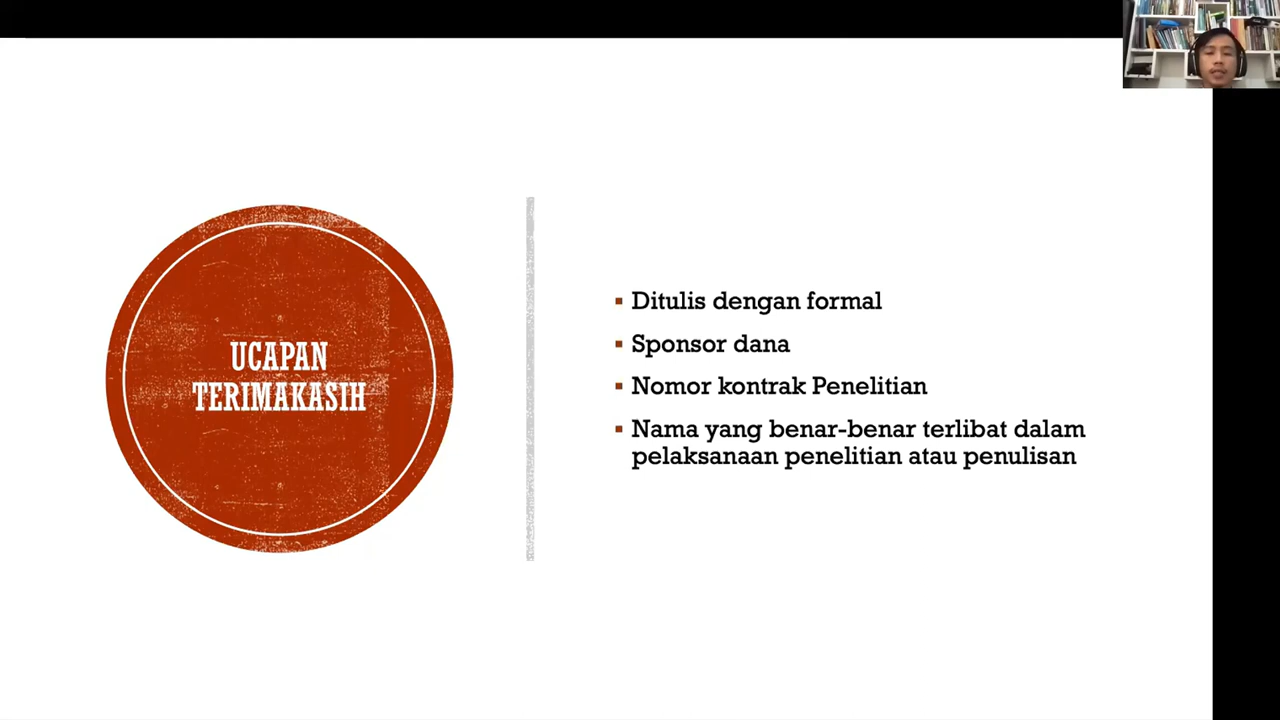 UCAPAN
TERIMAKASIH
Ditulis dengan formal
Sponsor dana
Nomor kontrak Penelitian
Nama yang benar-benar terlibat dalam
pelaksanaan penelitian atau penulisan